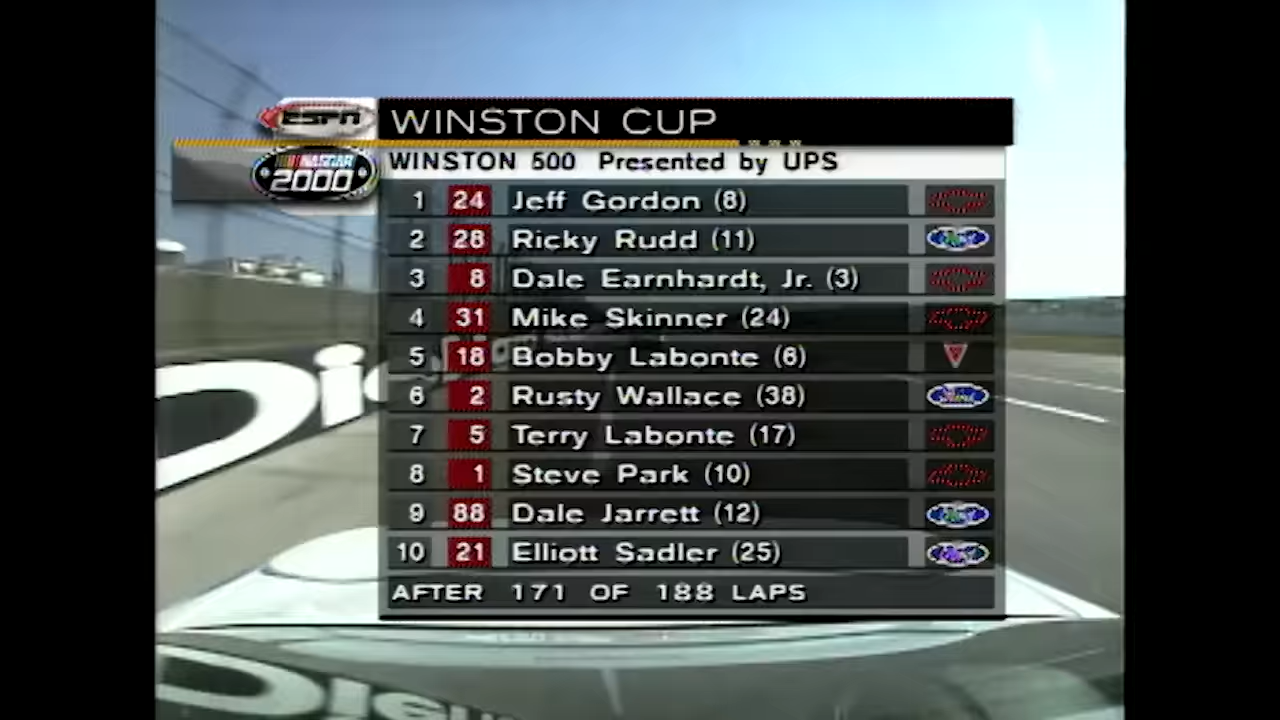 ESPN WINSTON CUP
NASCAR 2000
WINSTON 500 Presented by UPS
1 24 Jeff Gordon (8)
2 28 Ricky Rudd (11)
3 8 Dale Earnhardt, Jr. (3)
4 31 Mike Skinner (24)
5 18 Bobby Labonte (6)
6 2 Rusty Wallace (38)
7 5 Terry Labonte (17)
8 1 Steve Park (10)
9 88 Dale Jarrett (12)
10 21 Elliott Sadler (25)
AFTER 171 OF 188 LAPS